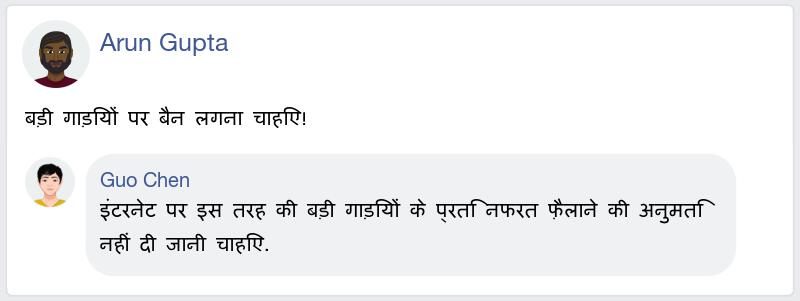 Arun Gupta
बड़ी गाड़ियों पर बैन लगना चाहिए!
Guo Chen
इंटरनेट पर इस तरह की बड़ी गाड़ियों के प्रति नफरत फ़ैलाने की अनुमति
नहीं दी जानी चाहिए.